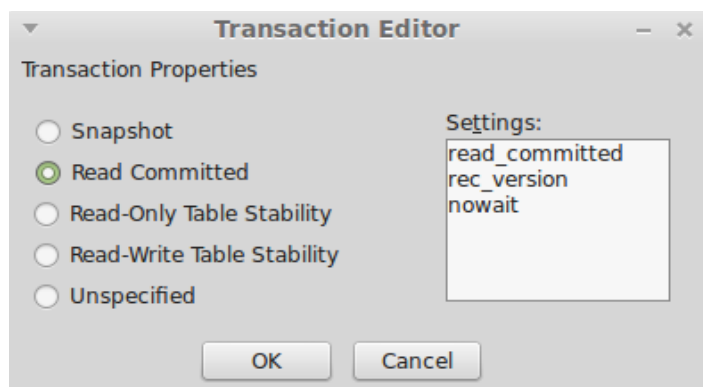 Transaction Editor
Transaction Properties
Snapshot
Read Committed
Read-Only Table Stability
Read-Write Table Stability
Unspecified
Settings:
read_committed
rec_version
nowait
OK
Cancel